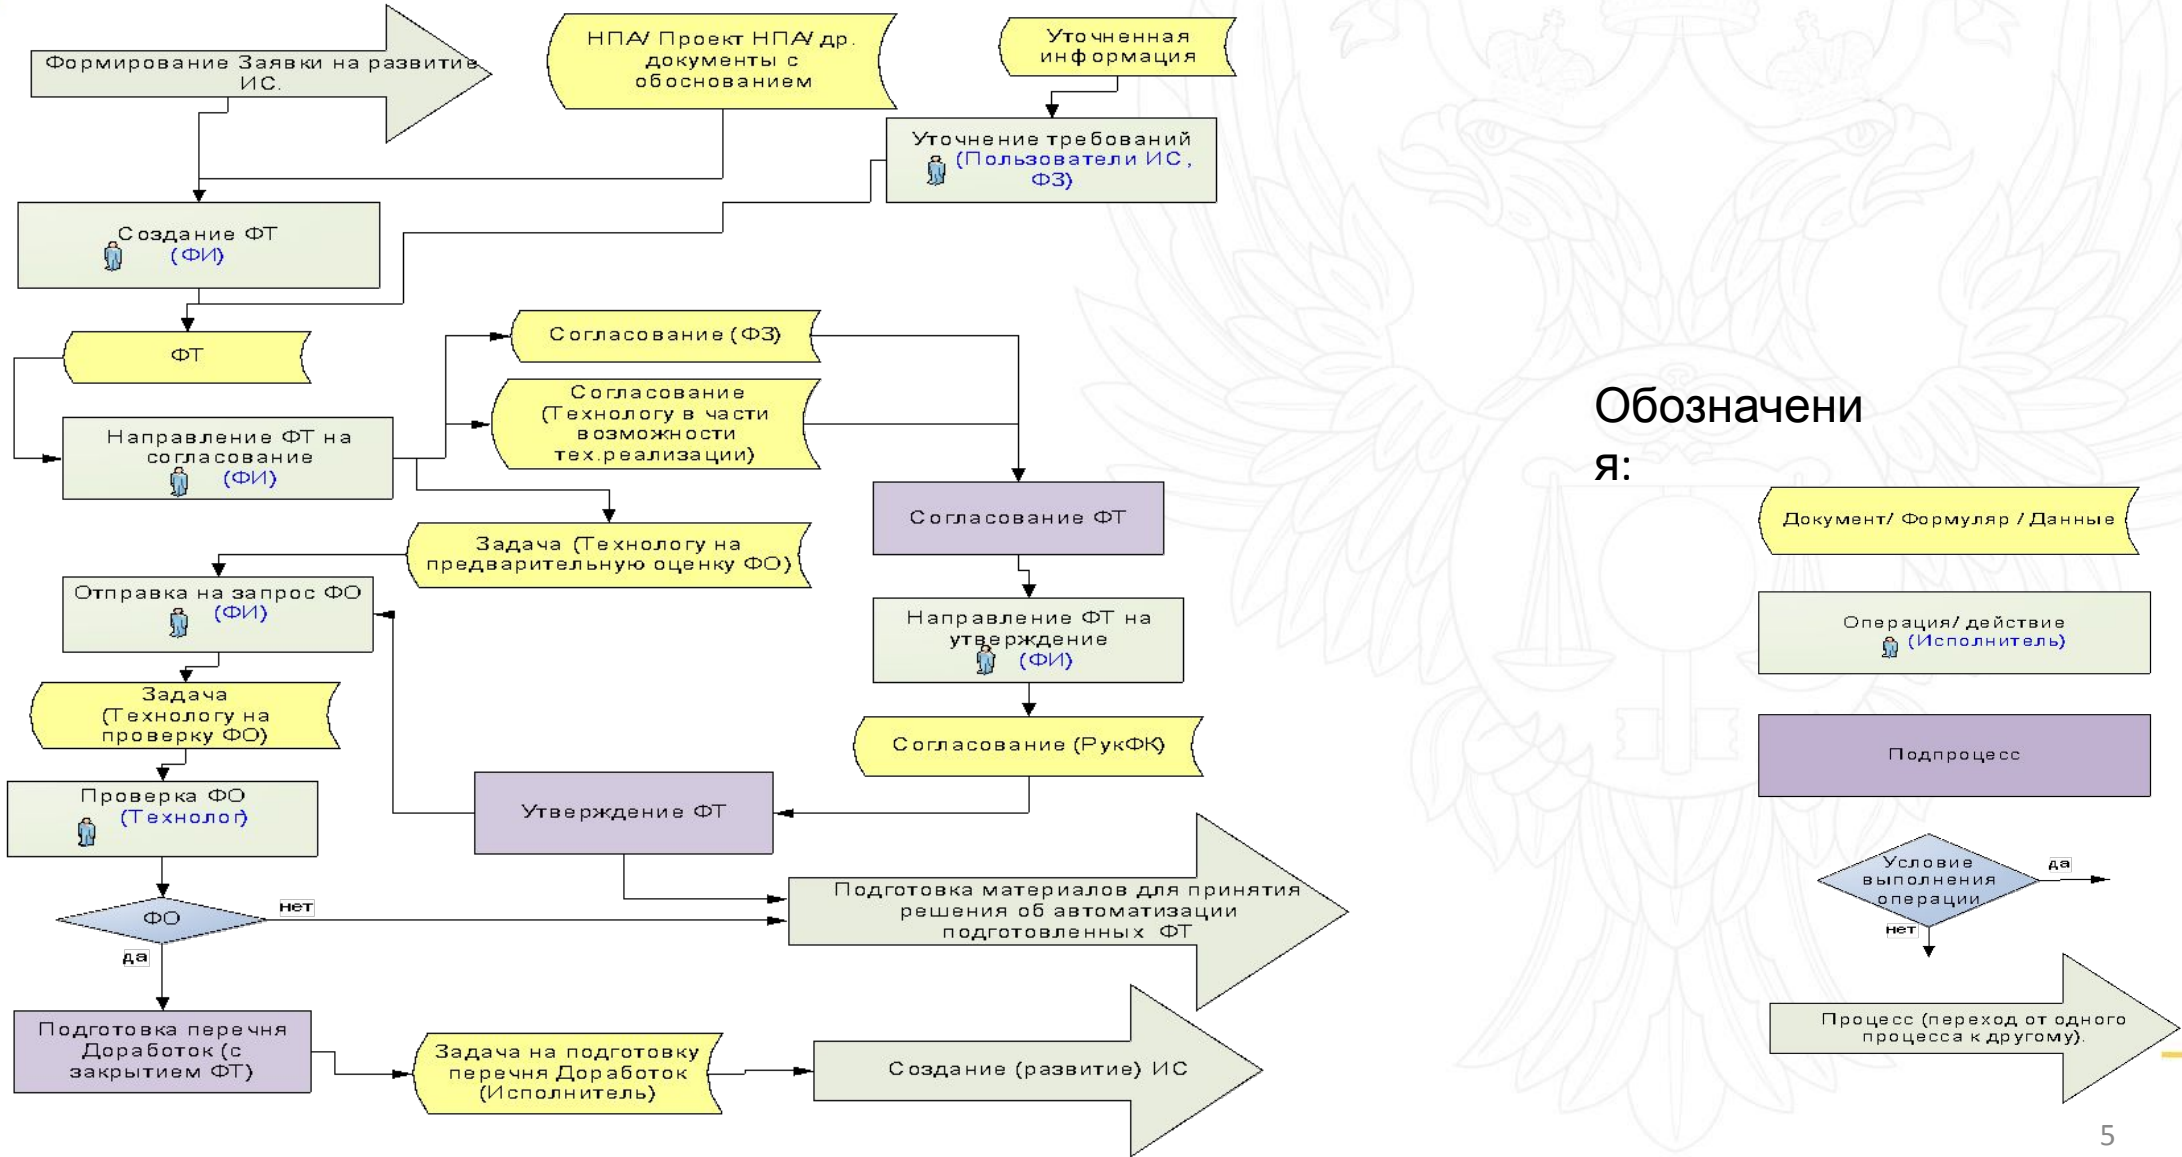 Формирование Заявки на развитие
ИС.
НПА/ Проект НПА/ др.
документы с
обоснованием
Уточненная
информация
Уточнение требований
(Пользователи ИС,
ФЗ)
Создание ФТ
(ФИ)
ФТ
Направление ФТ на
согласование
(ФИ)
Согласование (ФЗ)
Согласование
(Технологу в части
возможности
тех.реализации)
Согласование ФТ
Задача (Технологу на
предварительную оценку ФО)
Отправка на запрос ФО
(ФИ)
Направление ФТ на
утверждение
(ФИ)
Задача
(Технологу на
проверку ФО)
Согласование (РукФК)
Проверка ФО
(Технолог)
Утверждение ФТ
ФО
нет
да
Подготовка материалов для принятия
решения об автоматизации
подготовленных ФТ
Подготовка перечня
Доработок (с
закрытием ФТ)
Задача на подготовку
перечня Доработок
(Исполнитель)
Создание (развитие) ИС
Обозначени
я:
Документ/ Формуляр / Данные
Операция/ действие
(Исполнитель)
Подпроцесс
Условие
выполнения
операции
да
нет
Процесс (переход от одного
процесса к другому).
5